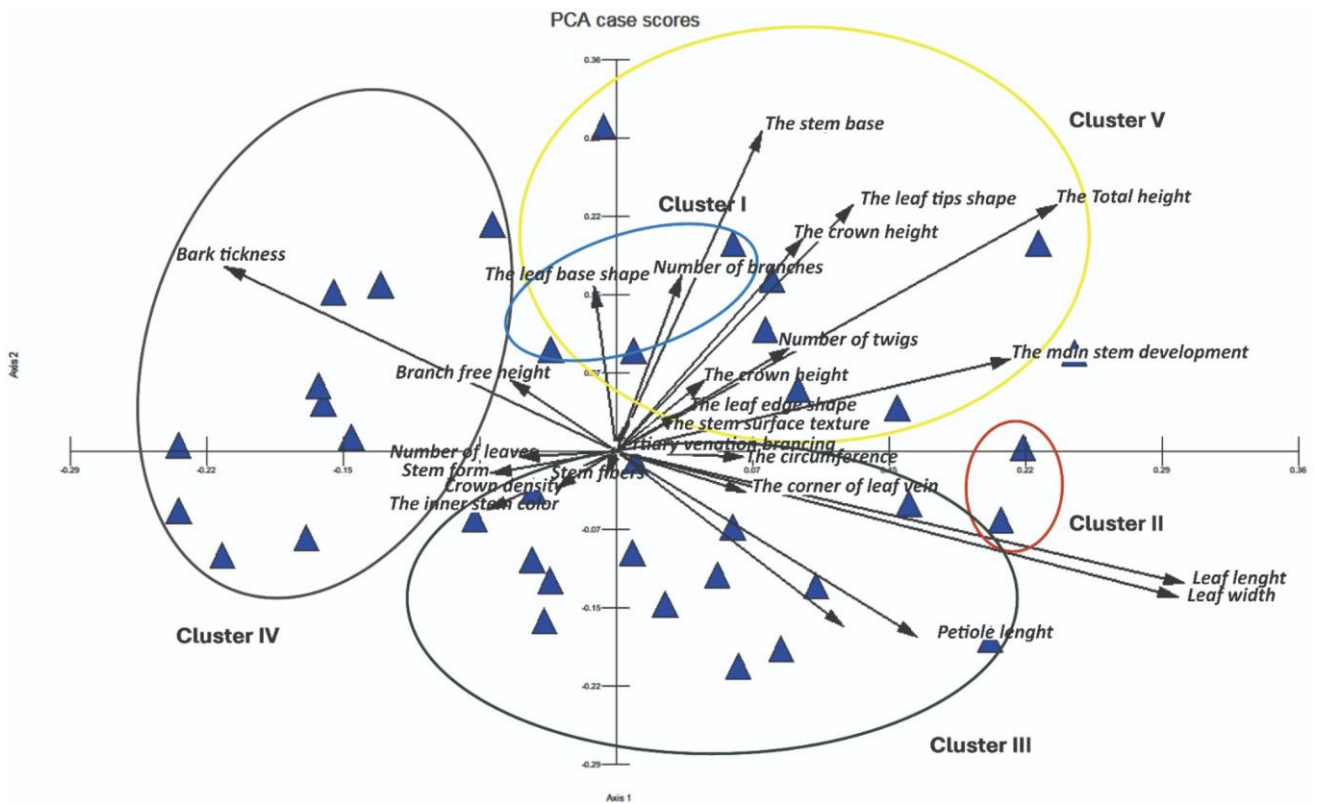 PCA case scores
0.36
The stem base
Cluster V
The leaf tips shape
The Total height
Cluster I
0.22
The crown height
Bark tickness
The leaf base shape
Number of branches
Number of twigs
The main stem development
Axis 2
Branch free height
0.07
The crown height
The leaf edge shape
The stem surface texture
Tertiary venation brancing
Number of leaves
The circumference
-0.29
-0.22
-0.15
0.07
0.22
0.29
0.36
Stem form
Stem fibers
Crown density
The corner of leaf vein
The inner stem color
Cluster II
-0.07
Leaf lenght
Leaf width
-0.15
Cluster IV
Petiole lenght
-0.22
Cluster III
-0.29
Axis 1